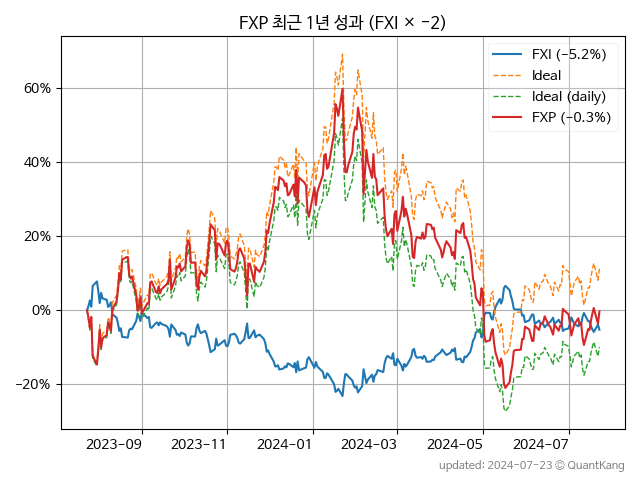 FXP 최근 1년 성과 (FXI × −2)
FXI (−5.2%)
Ideal
Ideal (daily)
FXP (−0.3%)
60%
40%
20%
0%
−20%
2023-09
2023-11
2024-01
2024-03
2024-05
2024-07
updated: 2024-07-23 ⓒ QuantKang